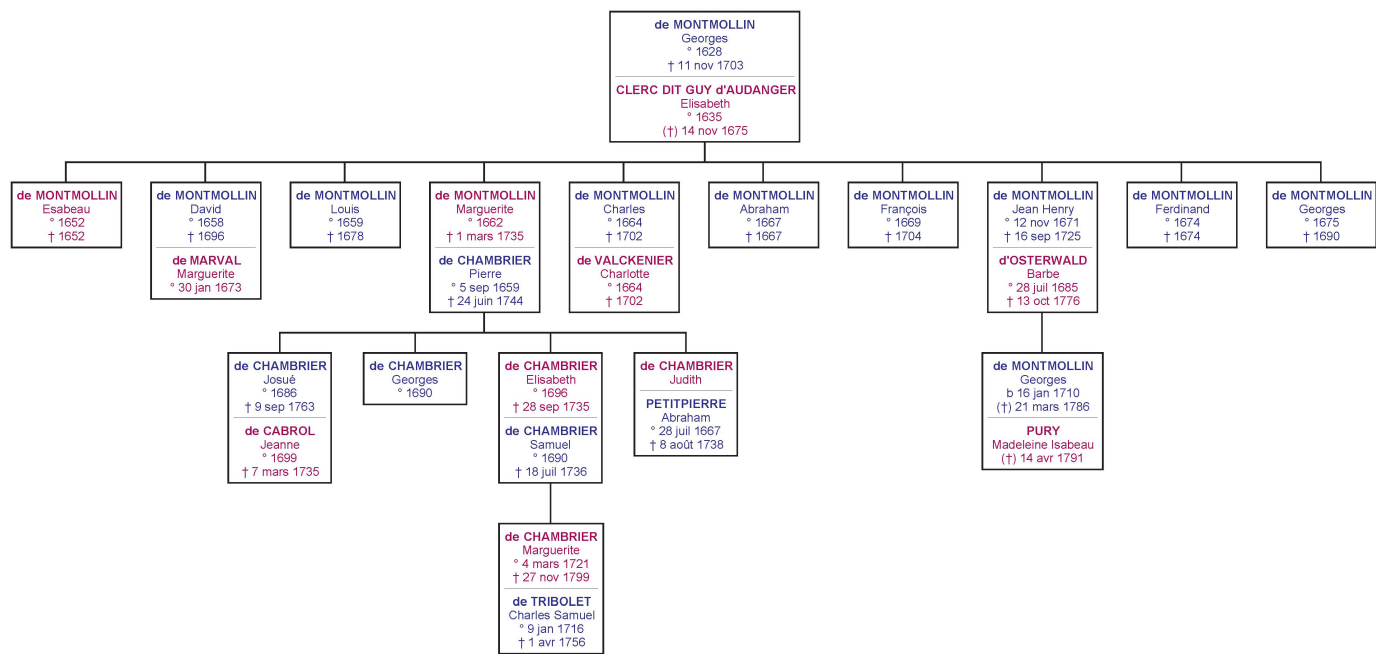 de MONTMOLLIN
Georges
° 1628
† 11 nov 1703
CLERC DIT GUY d'AUDANGER
Elisabeth
° 1635
(†) 14 nov 1675
de MONTMOLLIN
Esabeau
° 1652
† 1652
de MONTMOLLIN
David
° 1658
† 1696
de MARVAL
Marguerite
° 30 jan 1673
de MONTMOLLIN
Louis
° 1659
† 1678
de MONTMOLLIN
Marguerite
° 1662
† 1 mars 1735
de CHAMBRIER
Pierre
° 5 sep 1659
† 24 juin 1744
de MONTMOLLIN
Charles
° 1664
† 1702
de VALCKENIER
Charlotte
° 1664
† 1702
de MONTMOLLIN
Abraham
° 1667
† 1667
de MONTMOLLIN
François
° 1669
† 1704
de MONTMOLLIN
Jean Henry
° 12 nov 1671
† 16 sep 1725
d'OSTERWALD
Barbe
° 28 juil 1685
† 13 oct 1776
de MONTMOLLIN
Ferdinand
° 1674
† 1674
de MONTMOLLIN
Georges
° 1675
† 1690
de CHAMBRIER
Josué
° 1686
† 9 sep 1763
de CABROL
Jeanne
° 1699
† 7 mars 1735
de CHAMBRIER
Georges
° 1690
de CHAMBRIER
Elisabeth
° 1696
† 28 sep 1735
de CHAMBRIER
Samuel
° 1690
† 18 juil 1736
de CHAMBRIER
Judith
PETITPIERRE
Abraham
° 28 juil 1667
† 8 août 1738
de MONTMOLLIN
Georges
b 16 jan 1710
(†) 21 mars 1786
PURY
Madeleine Isabeau
(†) 14 avr 1791
de CHAMBRIER
Marguerite
° 4 mars 1721
† 27 nov 1799
de TRIBOLET
Charles Samuel
° 9 jan 1716
† 1 avr 1756